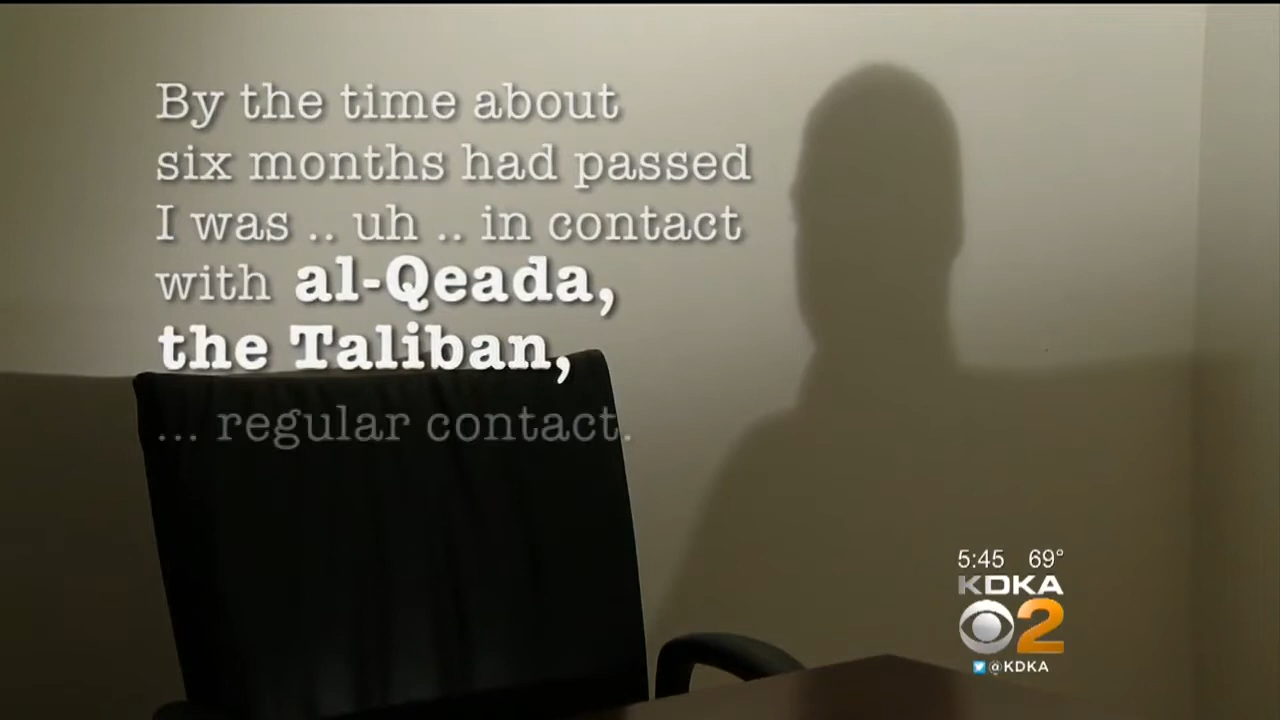 By the time about
six months had passed
I was .. uh .. in contact
with al-Qeada,
the Taliban,
... regular contact.
5:45 69°
KDKA
2
@KDKA